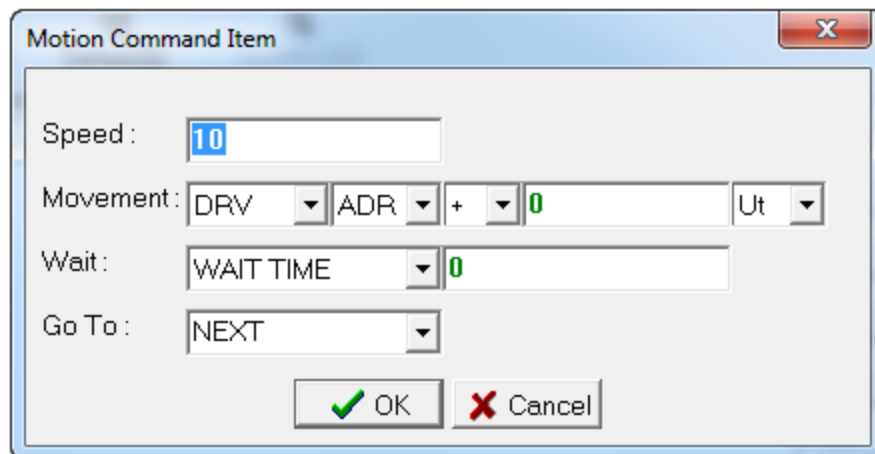 Motion Command Item
Speed : 10
Movement : DRV ADR + 0 Ut
Wait : WAIT TIME 0
Go To : NEXT
OK Cancel